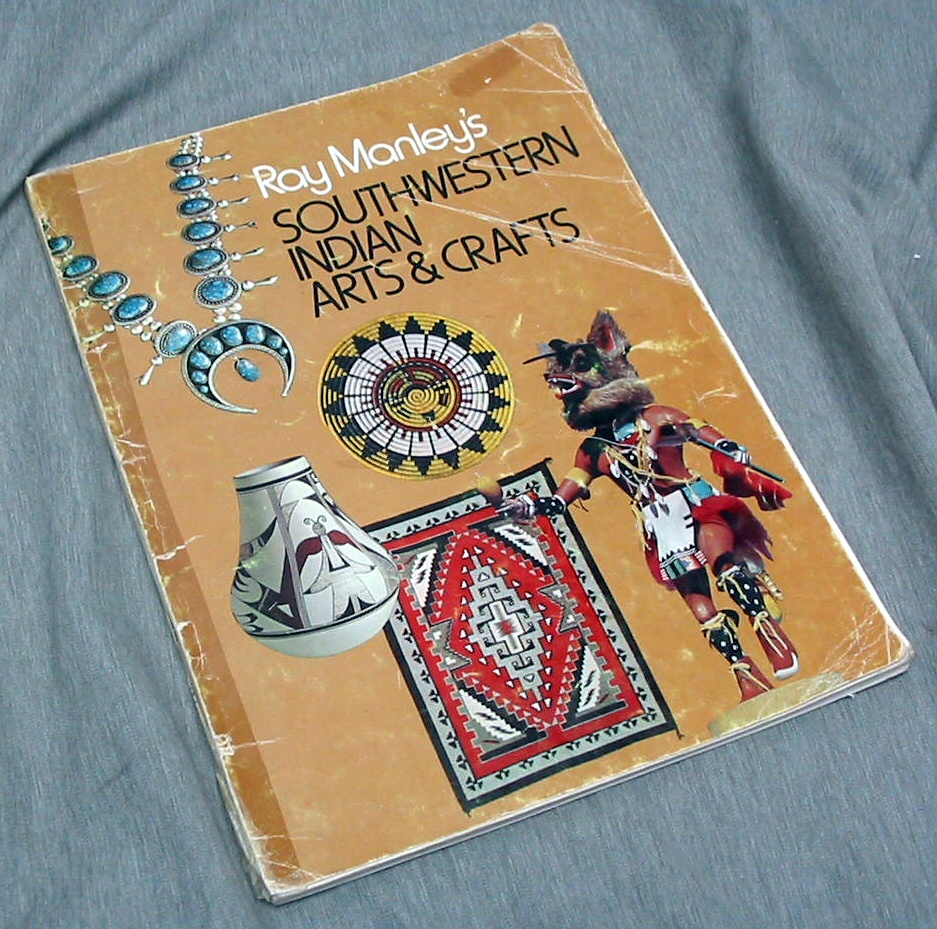 Ray Manley's
SOUTHWESTERN
INDIAN
ARTS & CRAFTS